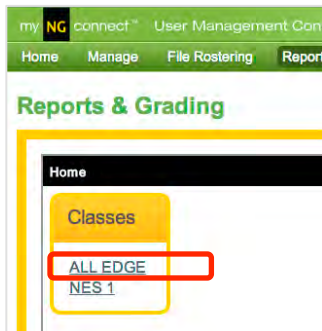 my NG connect™ User Management Con
Home Manage File Rostering Report
Reports & Grading
Home
Classes
ALL EDGE
NES 1